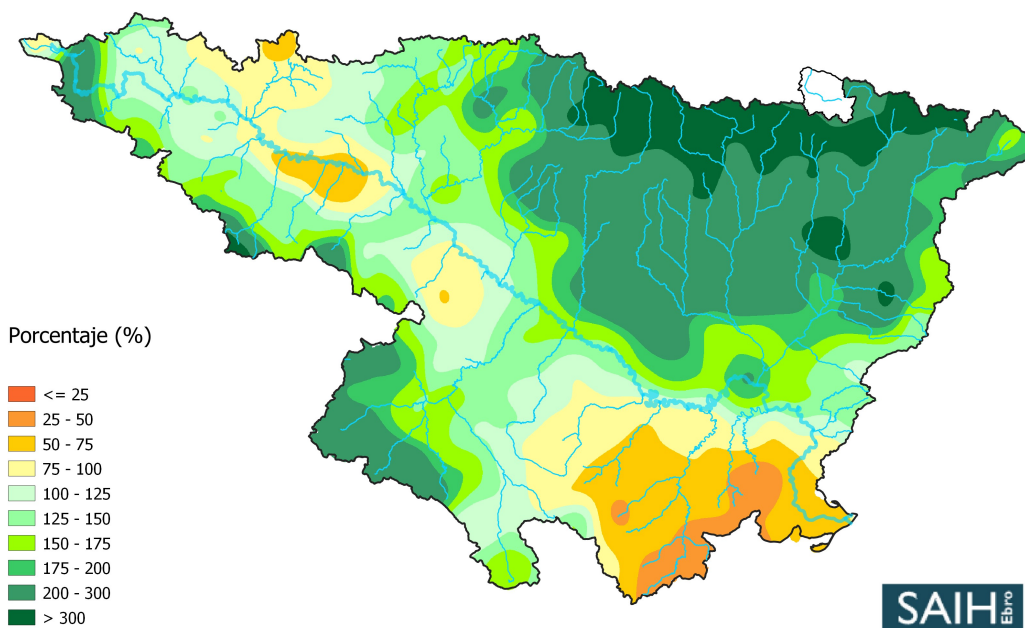 Porcentaje (%)
<= 25
25 - 50
50 - 75
75 - 100
100 - 125
125 - 150
150 - 175
175 - 200
200 - 300
> 300
SAIH Ebro